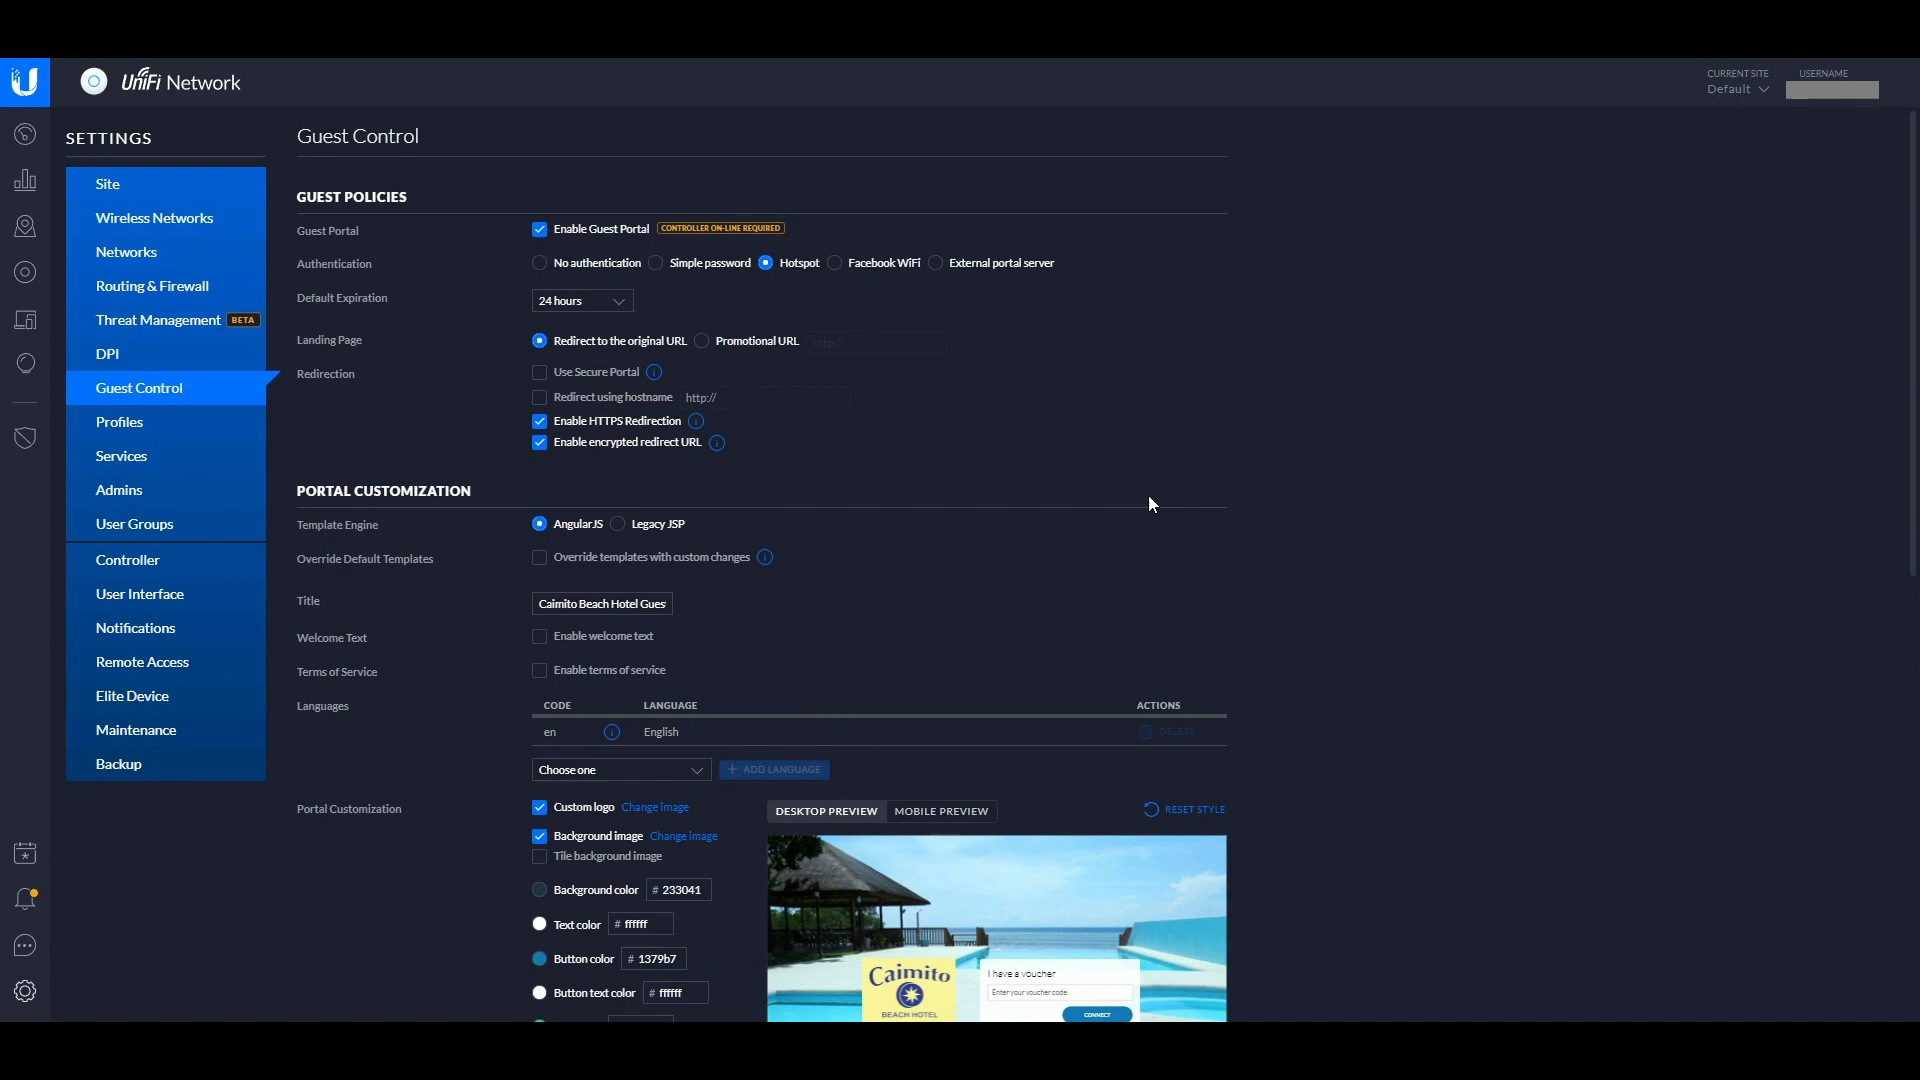 UniFi Network
CURRENT SITE
Default
USERNAME
SETTINGS
Site
Wireless Networks
Networks
Routing & Firewall
Threat Management BETA
DPI
Guest Control
Profiles
Services
Admins
User Groups
Controller
User Interface
Notifications
Remote Access
Elite Device
Maintenance
Backup
Guest Control
GUEST POLICIES
Guest Portal Enable Guest Portal CONTROLLER ON-LINE REQUIRED
Authentication No authentication Simple password Hotspot Facebook WiFi External portal server
Default Expiration 24 hours
Landing Page Redirect to the original URL Promotional URL http://
Redirection Use Secure Portal
Redirect using hostname http://
Enable HTTPS Redirection
Enable encrypted redirect URL
PORTAL CUSTOMIZATION
Template Engine AngularJS Legacy JSP
Override Default Templates Override templates with custom changes
Title Caimito Beach Hotel Gues
Welcome Text Enable welcome text
Terms of Service Enable terms of service
Languages CODE LANGUAGE ACTIONS
en English DELETE
Choose one + ADD LANGUAGE
Portal Customization Custom logo Change image
Background image Change image
Tile background image
Background color # 233041
Text color # ffffff
Button color # 1379b7
Button text color # ffffff
DESKTOP PREVIEW MOBILE PREVIEW RESET STYLE
Caimito
BEACH HOTEL
I have a voucher
Enter your voucher code
CONNECT